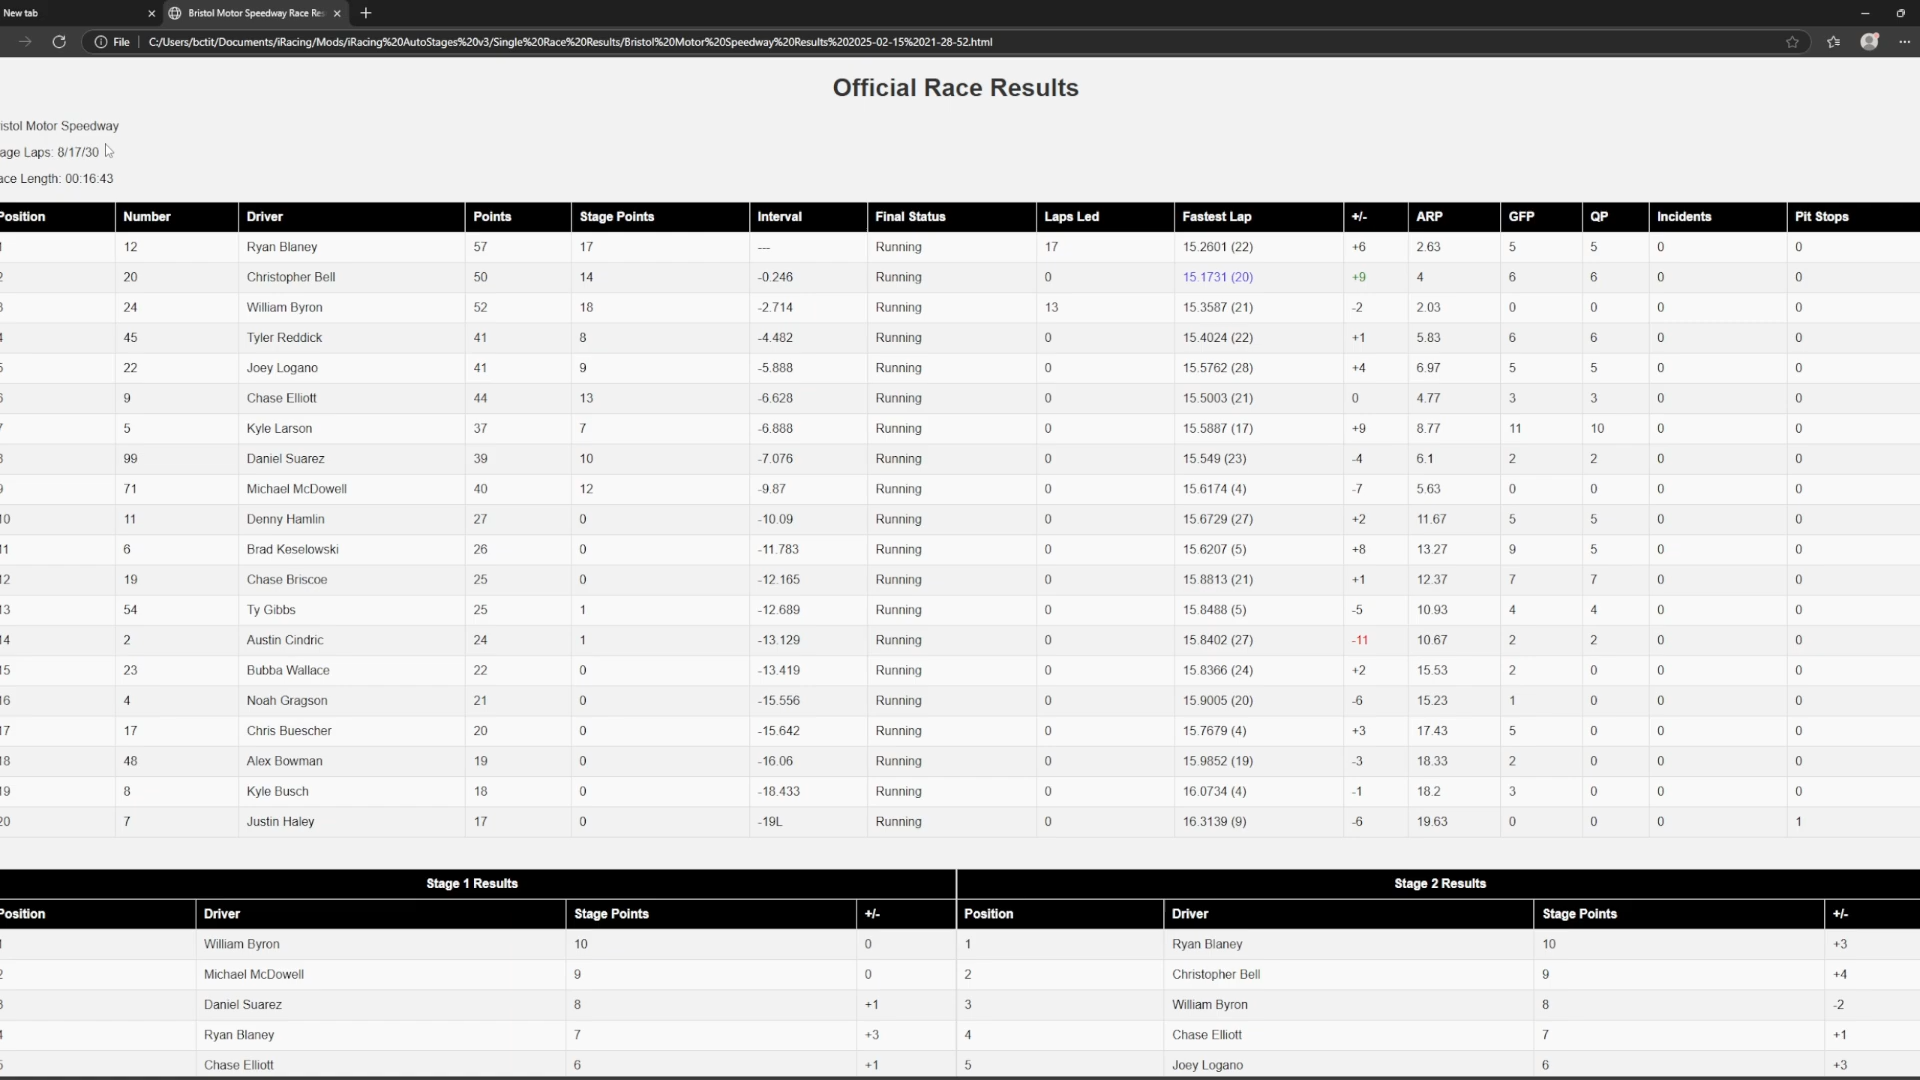 New tab
Bristol Motor Speedway Race Re
File C:/Users/bctit/Documents/iRacing/Mods/iRacing%20AutoStages%20v3/Single%20Race%20Results/Bristol%20Motor%20Speedway%20Results%202025-02-15%2021-28-52.html
Official Race Results
istol Motor Speedway
age Laps: 8/17/30
ace Length: 00:16:43
Position Number Driver Points Stage Points Interval Final Status Laps Led Fastest Lap +/- ARP GFP QP Incidents Pit Stops
1 12 Ryan Blaney 57 17 --- Running 17 15.2601 (22) +6 2.63 5 5 0 0
2 20 Christopher Bell 50 14 -0.246 Running 0 15.1731 (20) +9 4 6 6 0 0
3 24 William Byron 52 18 -2.714 Running 13 15.3587 (21) -2 2.03 0 0 0 0
4 45 Tyler Reddick 41 8 -4.482 Running 0 15.4024 (22) +1 5.83 6 6 0 0
5 22 Joey Logano 41 9 -5.888 Running 0 15.5762 (28) +4 6.97 5 5 0 0
6 9 Chase Elliott 44 13 -6.628 Running 0 15.5003 (21) 0 4.77 3 3 0 0
7 5 Kyle Larson 37 7 -6.888 Running 0 15.5887 (17) +9 8.77 11 10 0 0
8 99 Daniel Suarez 39 10 -7.076 Running 0 15.549 (23) -4 6.1 2 2 0 0
9 71 Michael McDowell 40 12 -9.87 Running 0 15.6174 (4) -7 5.63 0 0 0 0
10 11 Denny Hamlin 27 0 -10.09 Running 0 15.6729 (27) +2 11.67 5 5 0 0
11 6 Brad Keselowski 26 0 -11.783 Running 0 15.6207 (5) +8 13.27 9 5 0 0
12 19 Chase Briscoe 25 0 -12.165 Running 0 15.8813 (21) +1 12.37 7 7 0 0
13 54 Ty Gibbs 25 1 -12.689 Running 0 15.8488 (5) -5 10.93 4 4 0 0
14 2 Austin Cindric 24 1 -13.129 Running 0 15.8402 (27) -11 10.67 2 2 0 0
15 23 Bubba Wallace 22 0 -13.419 Running 0 15.8366 (24) +2 15.53 2 0 0 0
16 4 Noah Gragson 21 0 -15.556 Running 0 15.9005 (20) -6 15.23 1 0 0 0
17 17 Chris Buescher 20 0 -15.642 Running 0 15.7679 (4) +3 17.43 5 0 0 0
18 48 Alex Bowman 19 0 -16.06 Running 0 15.9852 (19) -3 18.33 2 0 0 0
19 8 Kyle Busch 18 0 -18.433 Running 0 16.0734 (4) -1 18.2 3 0 0 0
20 7 Justin Haley 17 0 -19L Running 0 16.3139 (9) -6 19.63 0 0 0 1
Stage 1 Results Stage 2 Results
Position Driver Stage Points +/- Position Driver Stage Points +/-
1 William Byron 10 0 1 Ryan Blaney 10 +3
2 Michael McDowell 9 0 2 Christopher Bell 9 +4
3 Daniel Suarez 8 +1 3 William Byron 8 -2
4 Ryan Blaney 7 +3 4 Chase Elliott 7 +1
5 Chase Elliott 6 +1 5 Joey Logano 6 +3